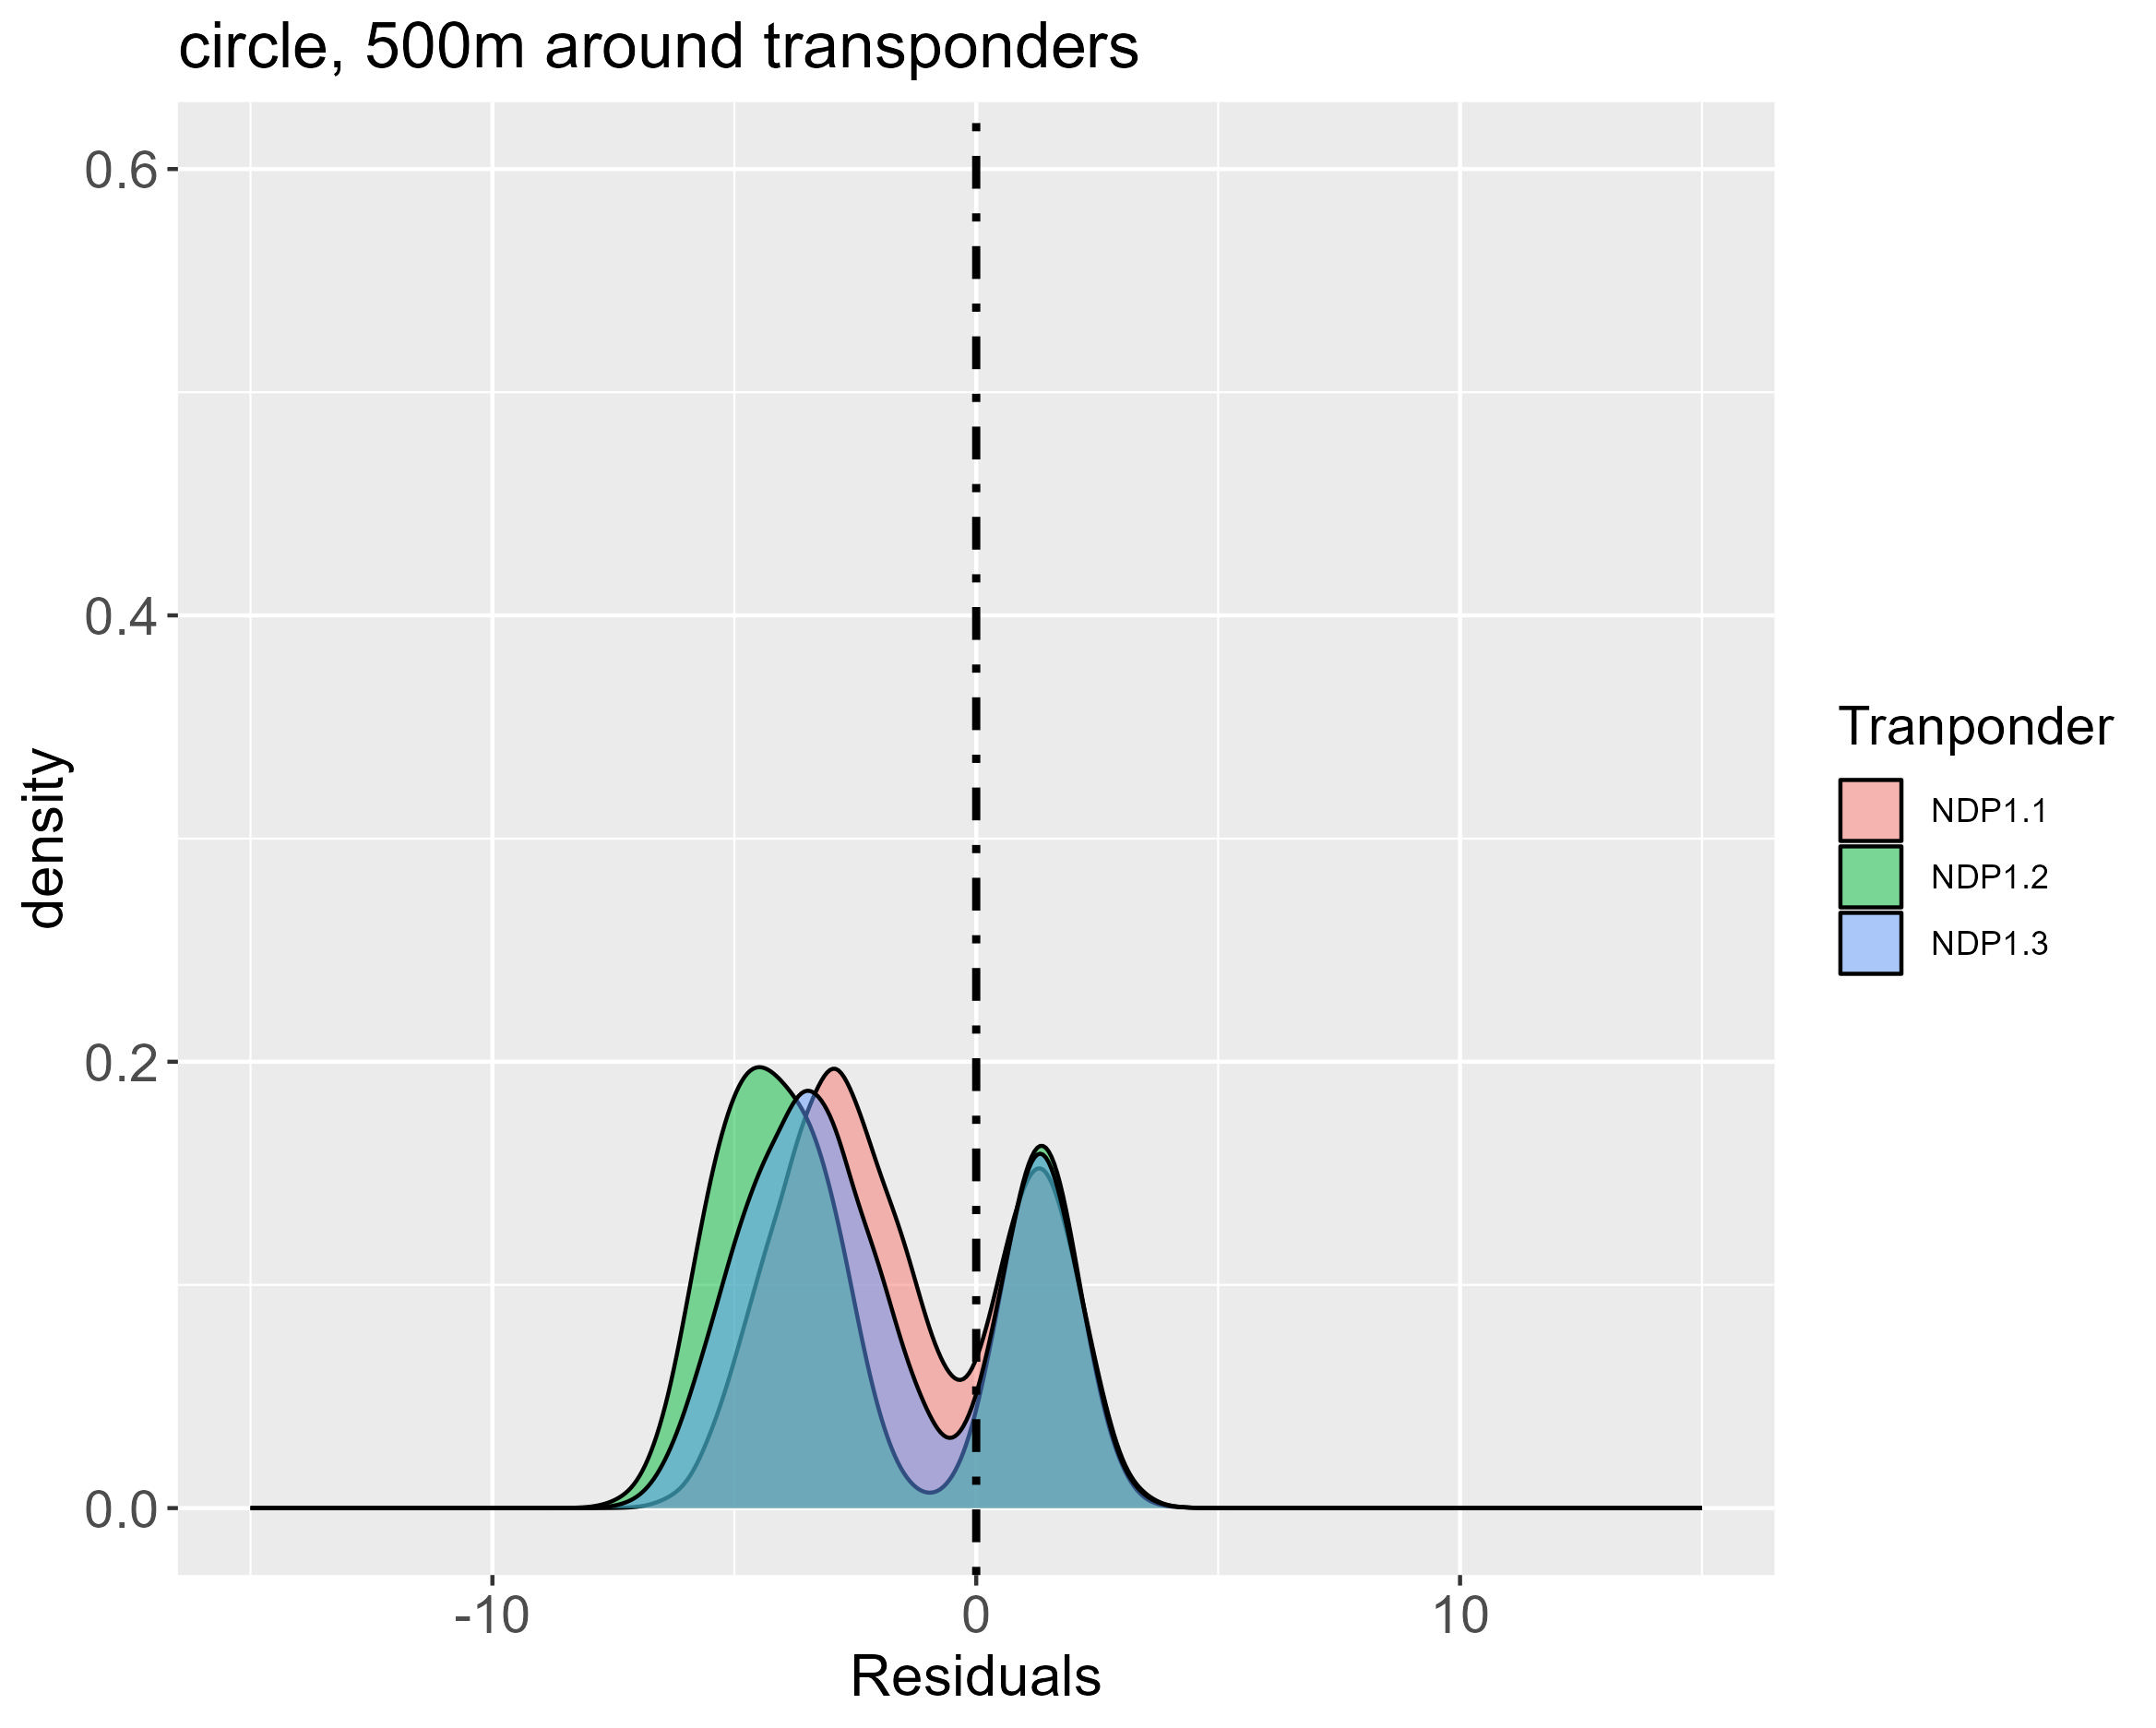 circle, 500m around transponders
0.6
0.4
0.2
0.0
density
-10 0 10
Residuals
Tranponder
NDP1.1
NDP1.2
NDP1.3